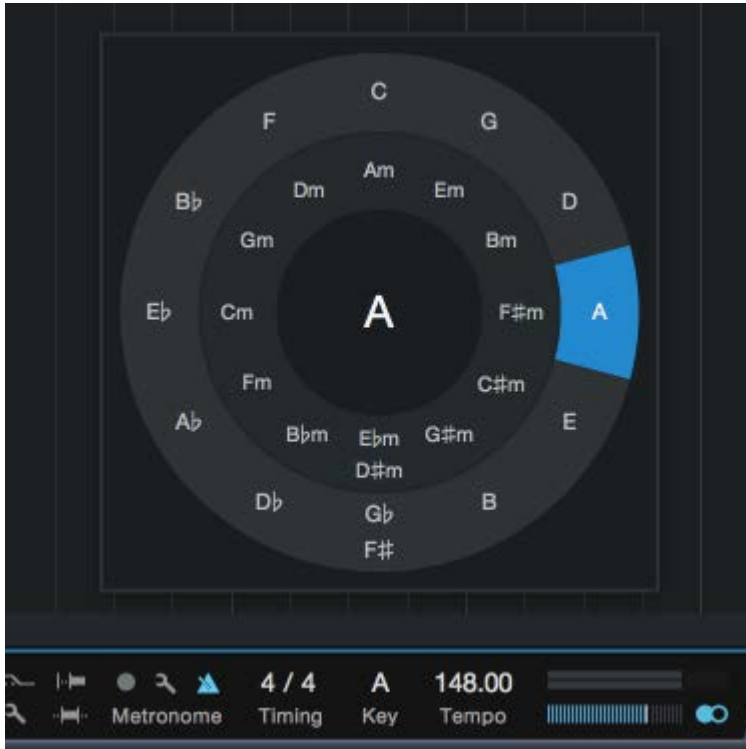 C
F G
B♭ D
E♭ A
A♭ E
D♭ B
G♭
F♯
Am
Dm Em
Gm Bm
Cm F♯m
Fm C♯m
B♭m G♯m
E♭m
D♯m
A
4 / 4 A 148.00
Metronome Timing Key Tempo